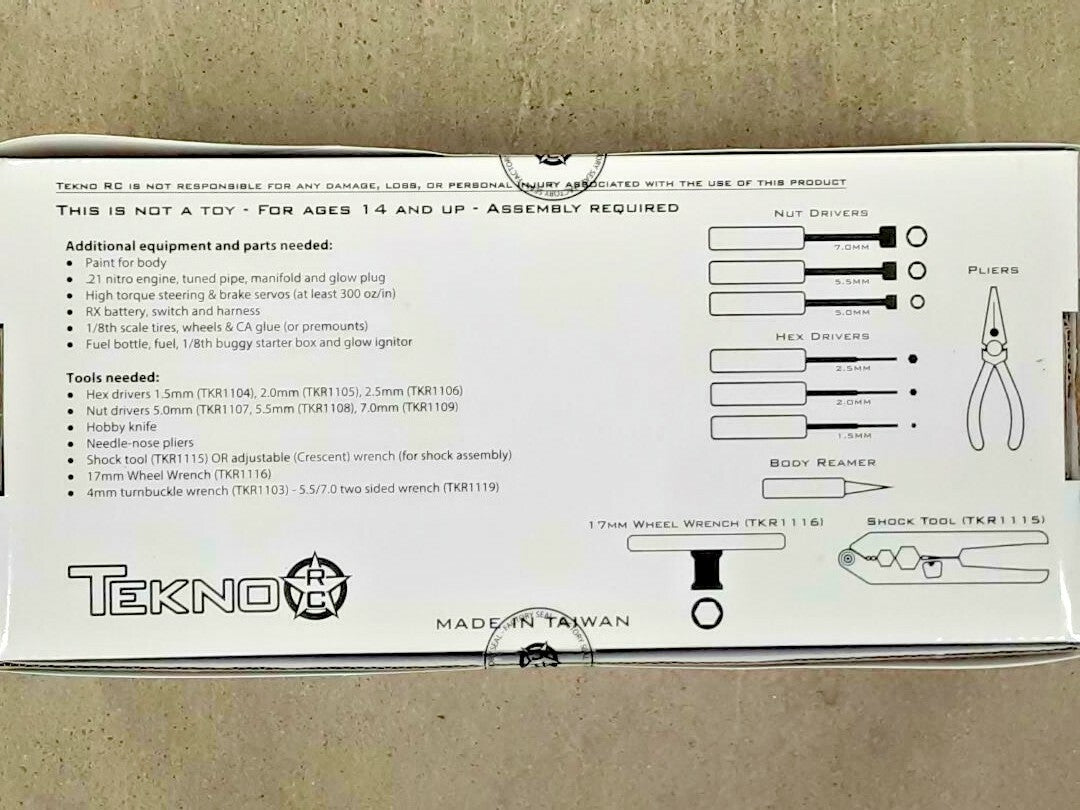 TEKNO RC IS NOT RESPONSIBLE FOR ANY DAMAGE, LOSS, OR PERSONAL INJURY ASSOCIATED WITH THE USE OF THIS PRODUCT
THIS IS NOT A TOY - FOR AGES 14 AND UP - ASSEMBLY REQUIRED
Additional equipment and parts needed:
• Paint for body
• .21 nitro engine, tuned pipe, manifold and glow plug
• High torque steering & brake servos (at least 300 oz/in)
• RX battery, switch and harness
• 1/8th scale tires, wheels & CA glue (or premounts)
• Fuel bottle, fuel, 1/8th buggy starter box and glow ignitor
Tools needed:
• Hex drivers 1.5mm (TKR1104), 2.0mm (TKR1105), 2.5mm (TKR1106)
• Nut drivers 5.0mm (TKR1107, 5.5mm (TKR1108), 7.0mm (TKR1109)
• Hobby knife
• Needle-nose pliers
• Shock tool (TKR1115) OR adjustable (Crescent) wrench (for shock assembly)
• 17mm Wheel Wrench (TKR1116)
• 4mm turnbuckle wrench (TKR1103) - 5.5/7.0 two sided wrench (TKR1119)
NUT DRIVERS
7.0MM
5.5MM
5.0MM
PLIERS
HEX DRIVERS
2.5MM
2.0MM
1.5MM
BODY REAMER
17MM WHEEL WRENCH (TKR1116)
SHOCK TOOL (TKR1115)
TEKNO RC
MADE IN TAIWAN
FACTORY SEAL